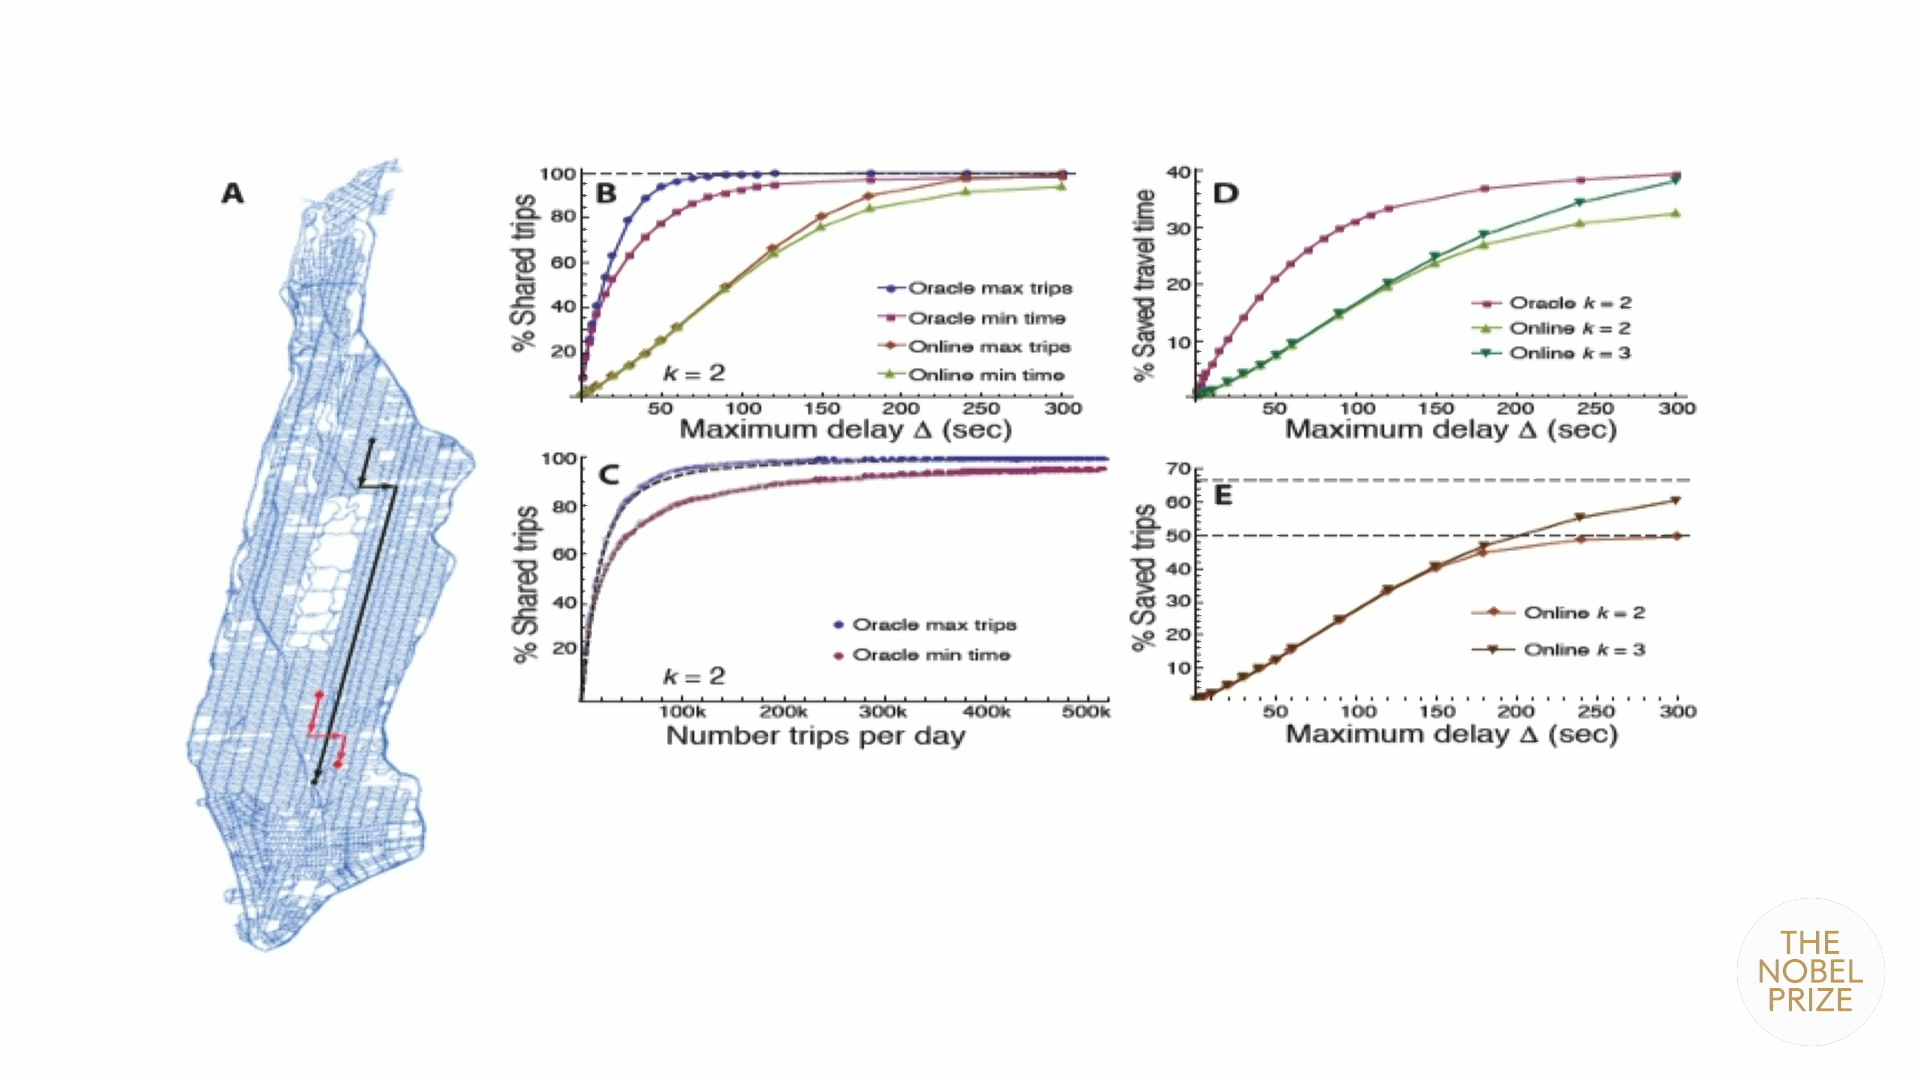 A
B
% Shared trips
100
80
60
40
20
Oracle max trips
Oracle min time
Online max trips
Online min time
k = 2
50 100 150 200 250 300
Maximum delay Δ (sec)
C
% Shared trips
100
80
60
40
20
Oracle max trips
Oracle min time
k = 2
100k 200k 300k 400k 500k
Number trips per day
D
% Saved travel time
40
30
20
10
Oracle k = 2
Online k = 2
Online k = 3
50 100 150 200 250 300
Maximum delay Δ (sec)
E
% Saved trips
70
60
50
40
30
20
10
Online k = 2
Online k = 3
50 100 150 200 250 300
Maximum delay Δ (sec)
THE
NOBEL
PRIZE